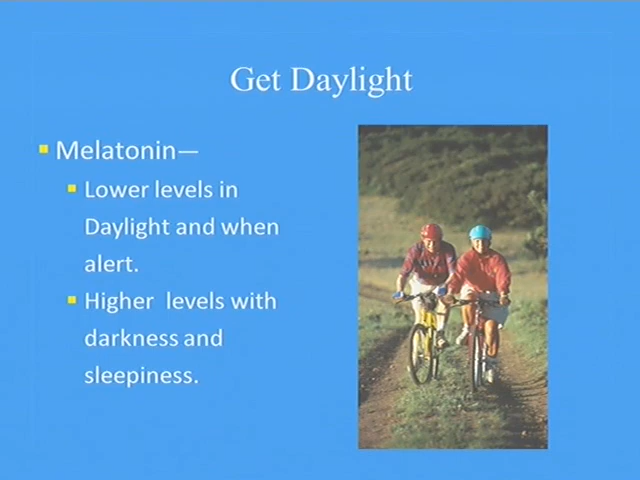 Get Daylight
Melatonin—
Lower levels in
Daylight and when
alert.
Higher levels with
darkness and
sleepiness.